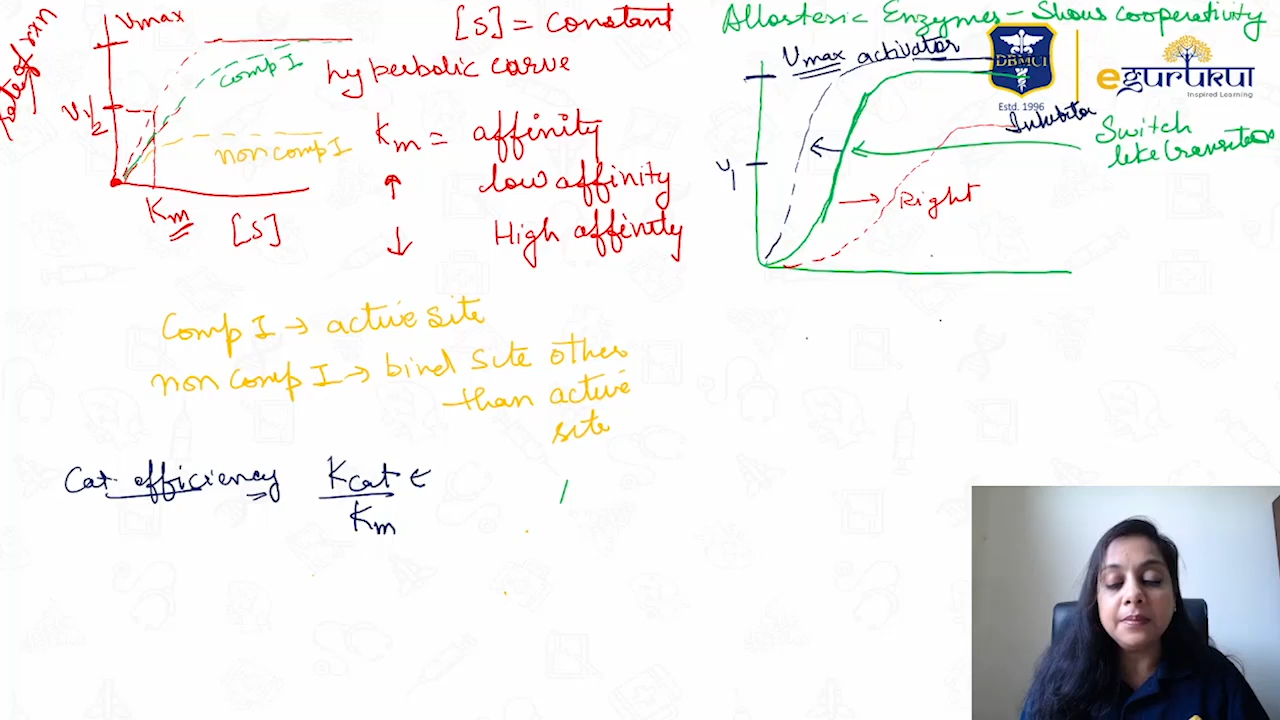 rate of rxn
Vmax
V1/2
comp I
non comp I
Km
[S]
[S] = constant
hyperbolic curve
Km = affinity
↑ low affinity
↓ High affinity
Allosteric Enzymes - Shows cooperativity
Vmax activator
V1
Inhibitor
→ Right
Switch
like
DBMCI
Estd. 1996
egurukul
Inspired Learning
Comp I → active site
non comp I → bind site other
than active
site
Cat efficiency
Kcat
Km